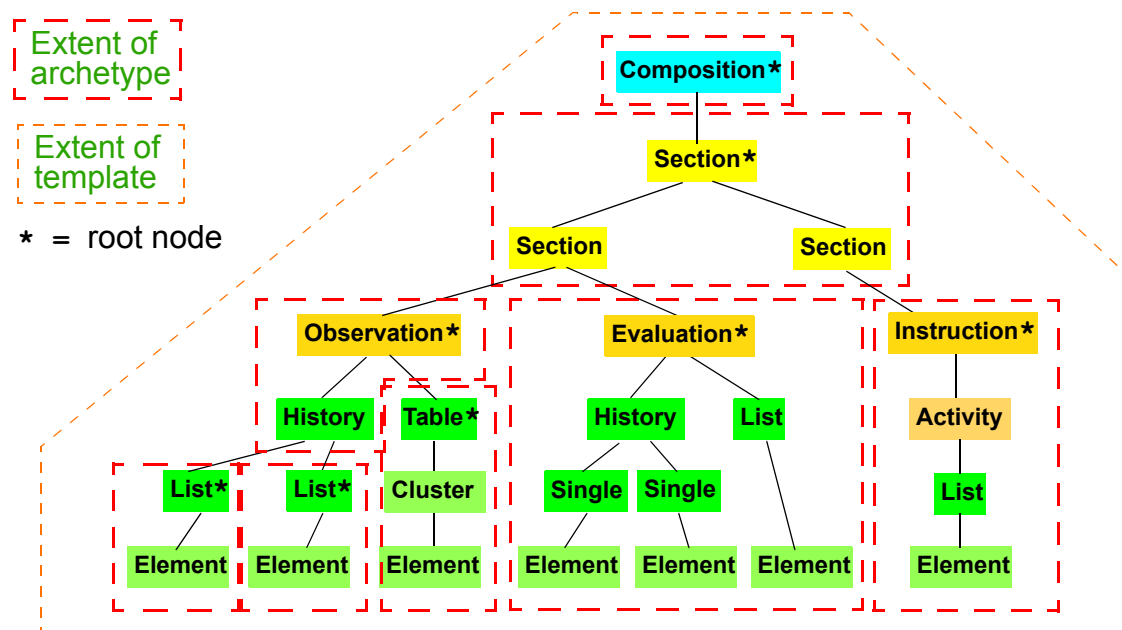 Extent of
archetype
Extent of
template
* = root node
Composition*
Section*
Section
Section
Observation*
Evaluation*
Instruction*
History
Table*
History
List
Activity
List*
List*
Cluster
Single
Single
List
Element
Element
Element
Element
Element
Element
Element